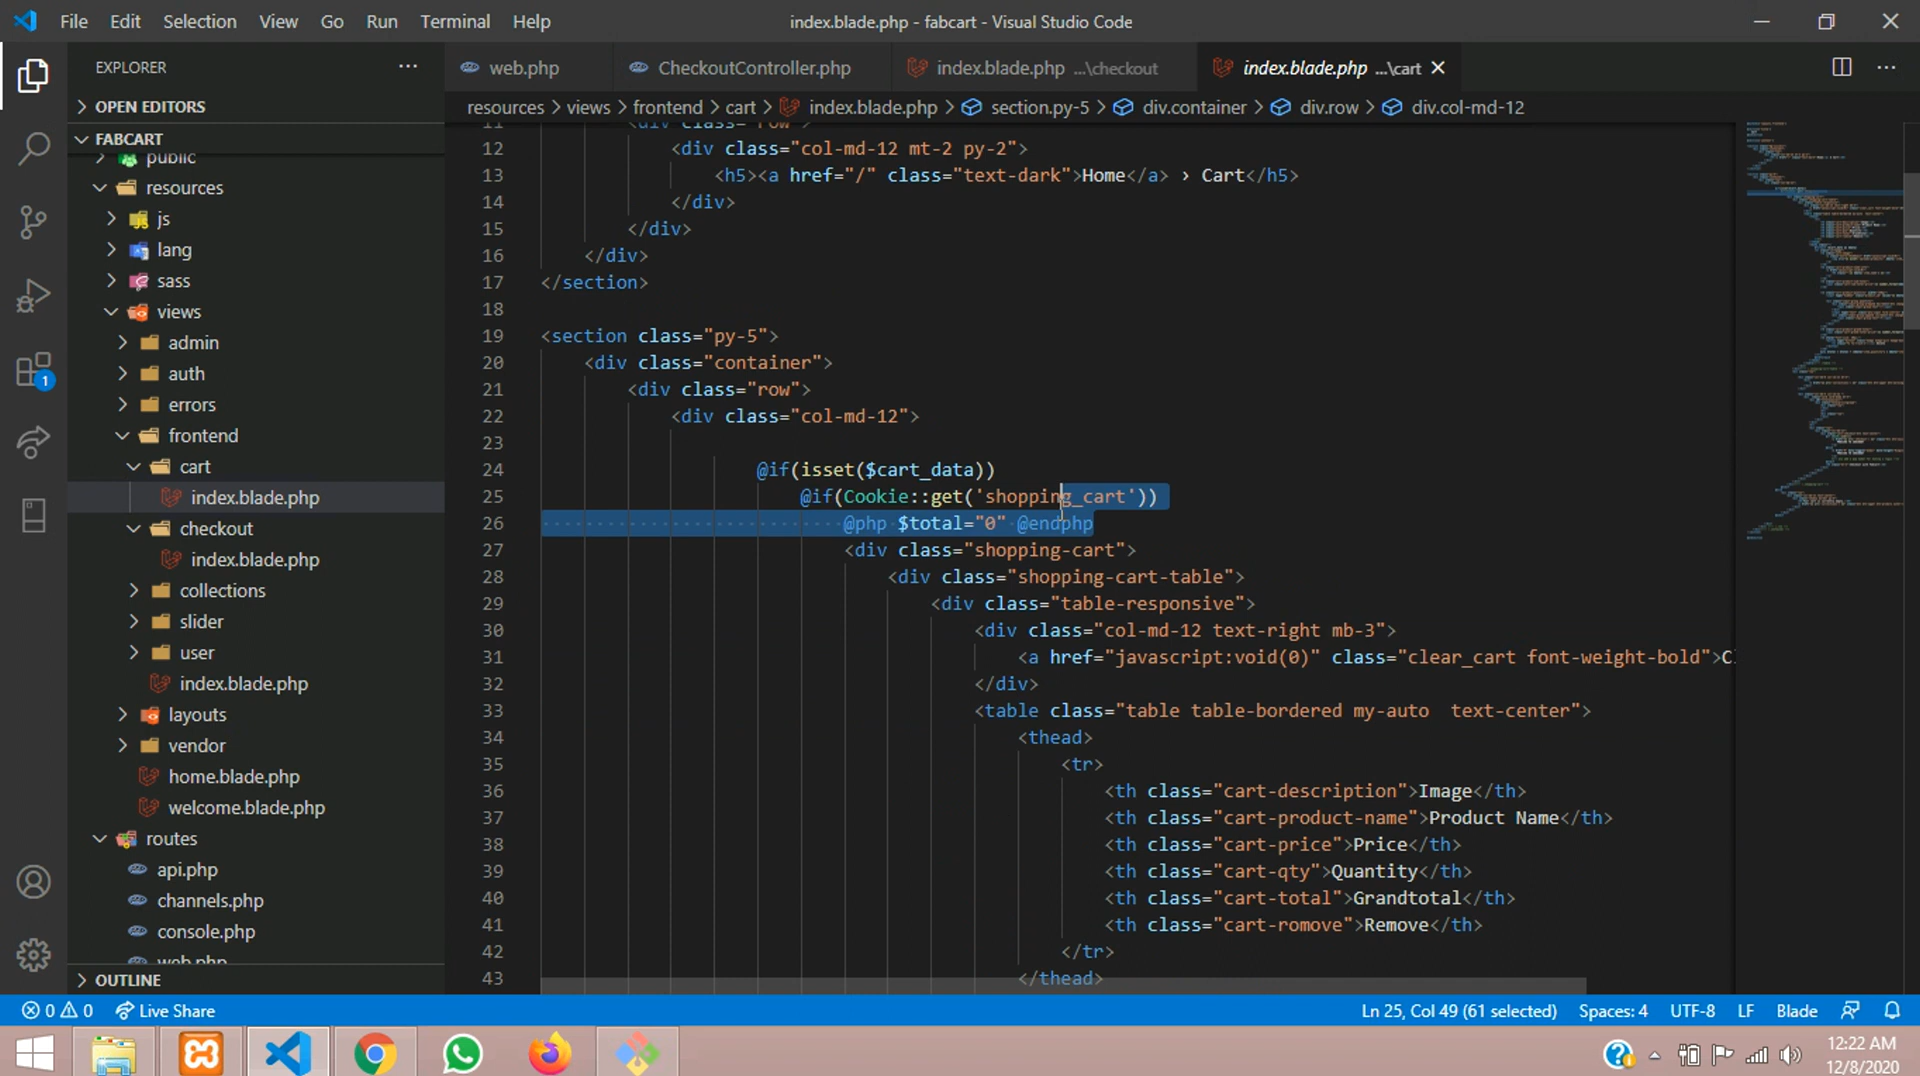 File Edit Selection View Go Run Terminal Help
index.blade.php - fabcart - Visual Studio Code
EXPLORER
web.php
CheckoutController.php
index.blade.php ...\checkout
index.blade.php ...\cart
OPEN EDITORS
resources > views > frontend > cart > index.blade.php > section.py-5 > div.container > div.row > div.col-md-12
FABCART
public
resources
js
lang
sass
views
admin
auth
errors
frontend
cart
index.blade.php
checkout
index.blade.php
collections
slider
user
index.blade.php
layouts
vendor
home.blade.php
welcome.blade.php
routes
api.php
channels.php
console.php
web.php
OUTLINE
11 <div class="row">
12 <div class="col-md-12 mt-2 py-2">
13 <h5><a href="/" class="text-dark">Home</a> › Cart</h5>
14 </div>
15 </div>
16 </div>
17 </section>
18
19 <section class="py-5">
20 <div class="container">
21 <div class="row">
22 <div class="col-md-12">
23
24 @if(isset($cart_data))
25 @if(Cookie::get('shopping_cart'))
26 @php $total="0" @endphp
27 <div class="shopping-cart">
28 <div class="shopping-cart-table">
29 <div class="table-responsive">
30 <div class="col-md-12 text-right mb-3">
31 <a href="javascript:void(0)" class="clear_cart font-weight-bold">C
32 </div>
33 <table class="table table-bordered my-auto  text-center">
34 <thead>
35 <tr>
36 <th class="cart-description">Image</th>
37 <th class="cart-product-name">Product Name</th>
38 <th class="cart-price">Price</th>
39 <th class="cart-qty">Quantity</th>
40 <th class="cart-total">Grandtotal</th>
41 <th class="cart-romove">Remove</th>
42 </tr>
43 </thead>
1
0 0 Live Share
Ln 25, Col 49 (61 selected) Spaces: 4 UTF-8 LF Blade
12:22 AM
12/8/2020